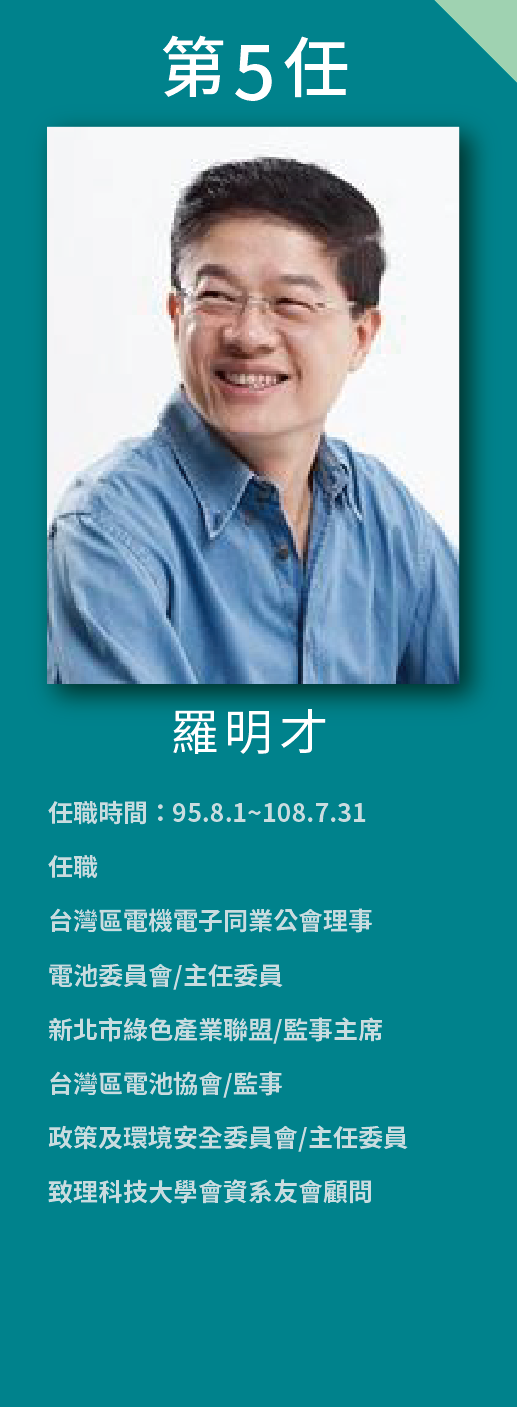 第5任
羅明才
任職時間：95.8.1~108.7.31
任職
台灣區電機電子同業公會理事
電池委員會/主任委員
新北市綠色產業聯盟/監事主席
台灣區電池協會/監事
政策及環境安全委員會/主任委員
致理科技大學會資系友會顧問